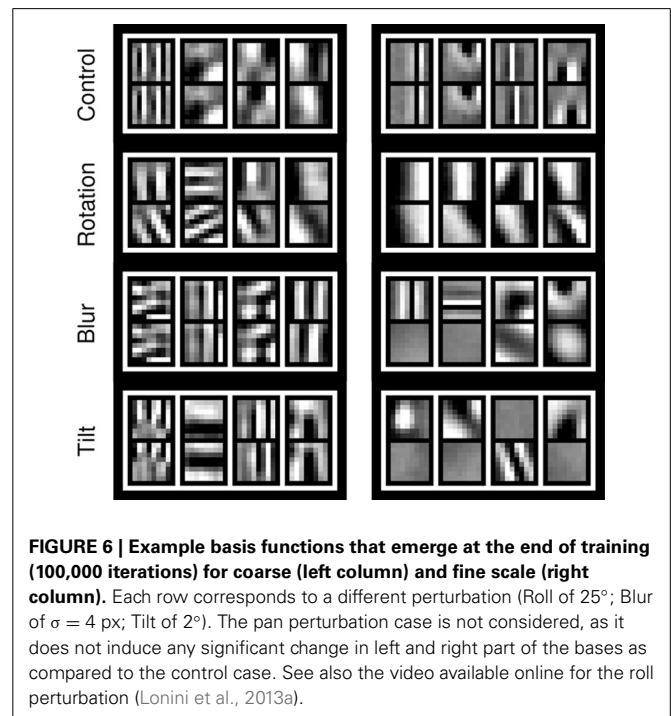 Control
Rotation
Blur
Tilt
FIGURE 6 | Example basis functions that emerge at the end of training
(100,000 iterations) for coarse (left column) and fine scale (right
column). Each row corresponds to a different perturbation (Roll of 25°; Blur
of σ = 4 px; Tilt of 2°). The pan perturbation case is not considered, as it
does not induce any significant change in left and right part of the bases as
compared to the control case. See also the video available online for the roll
perturbation (Lonini et al., 2013a).